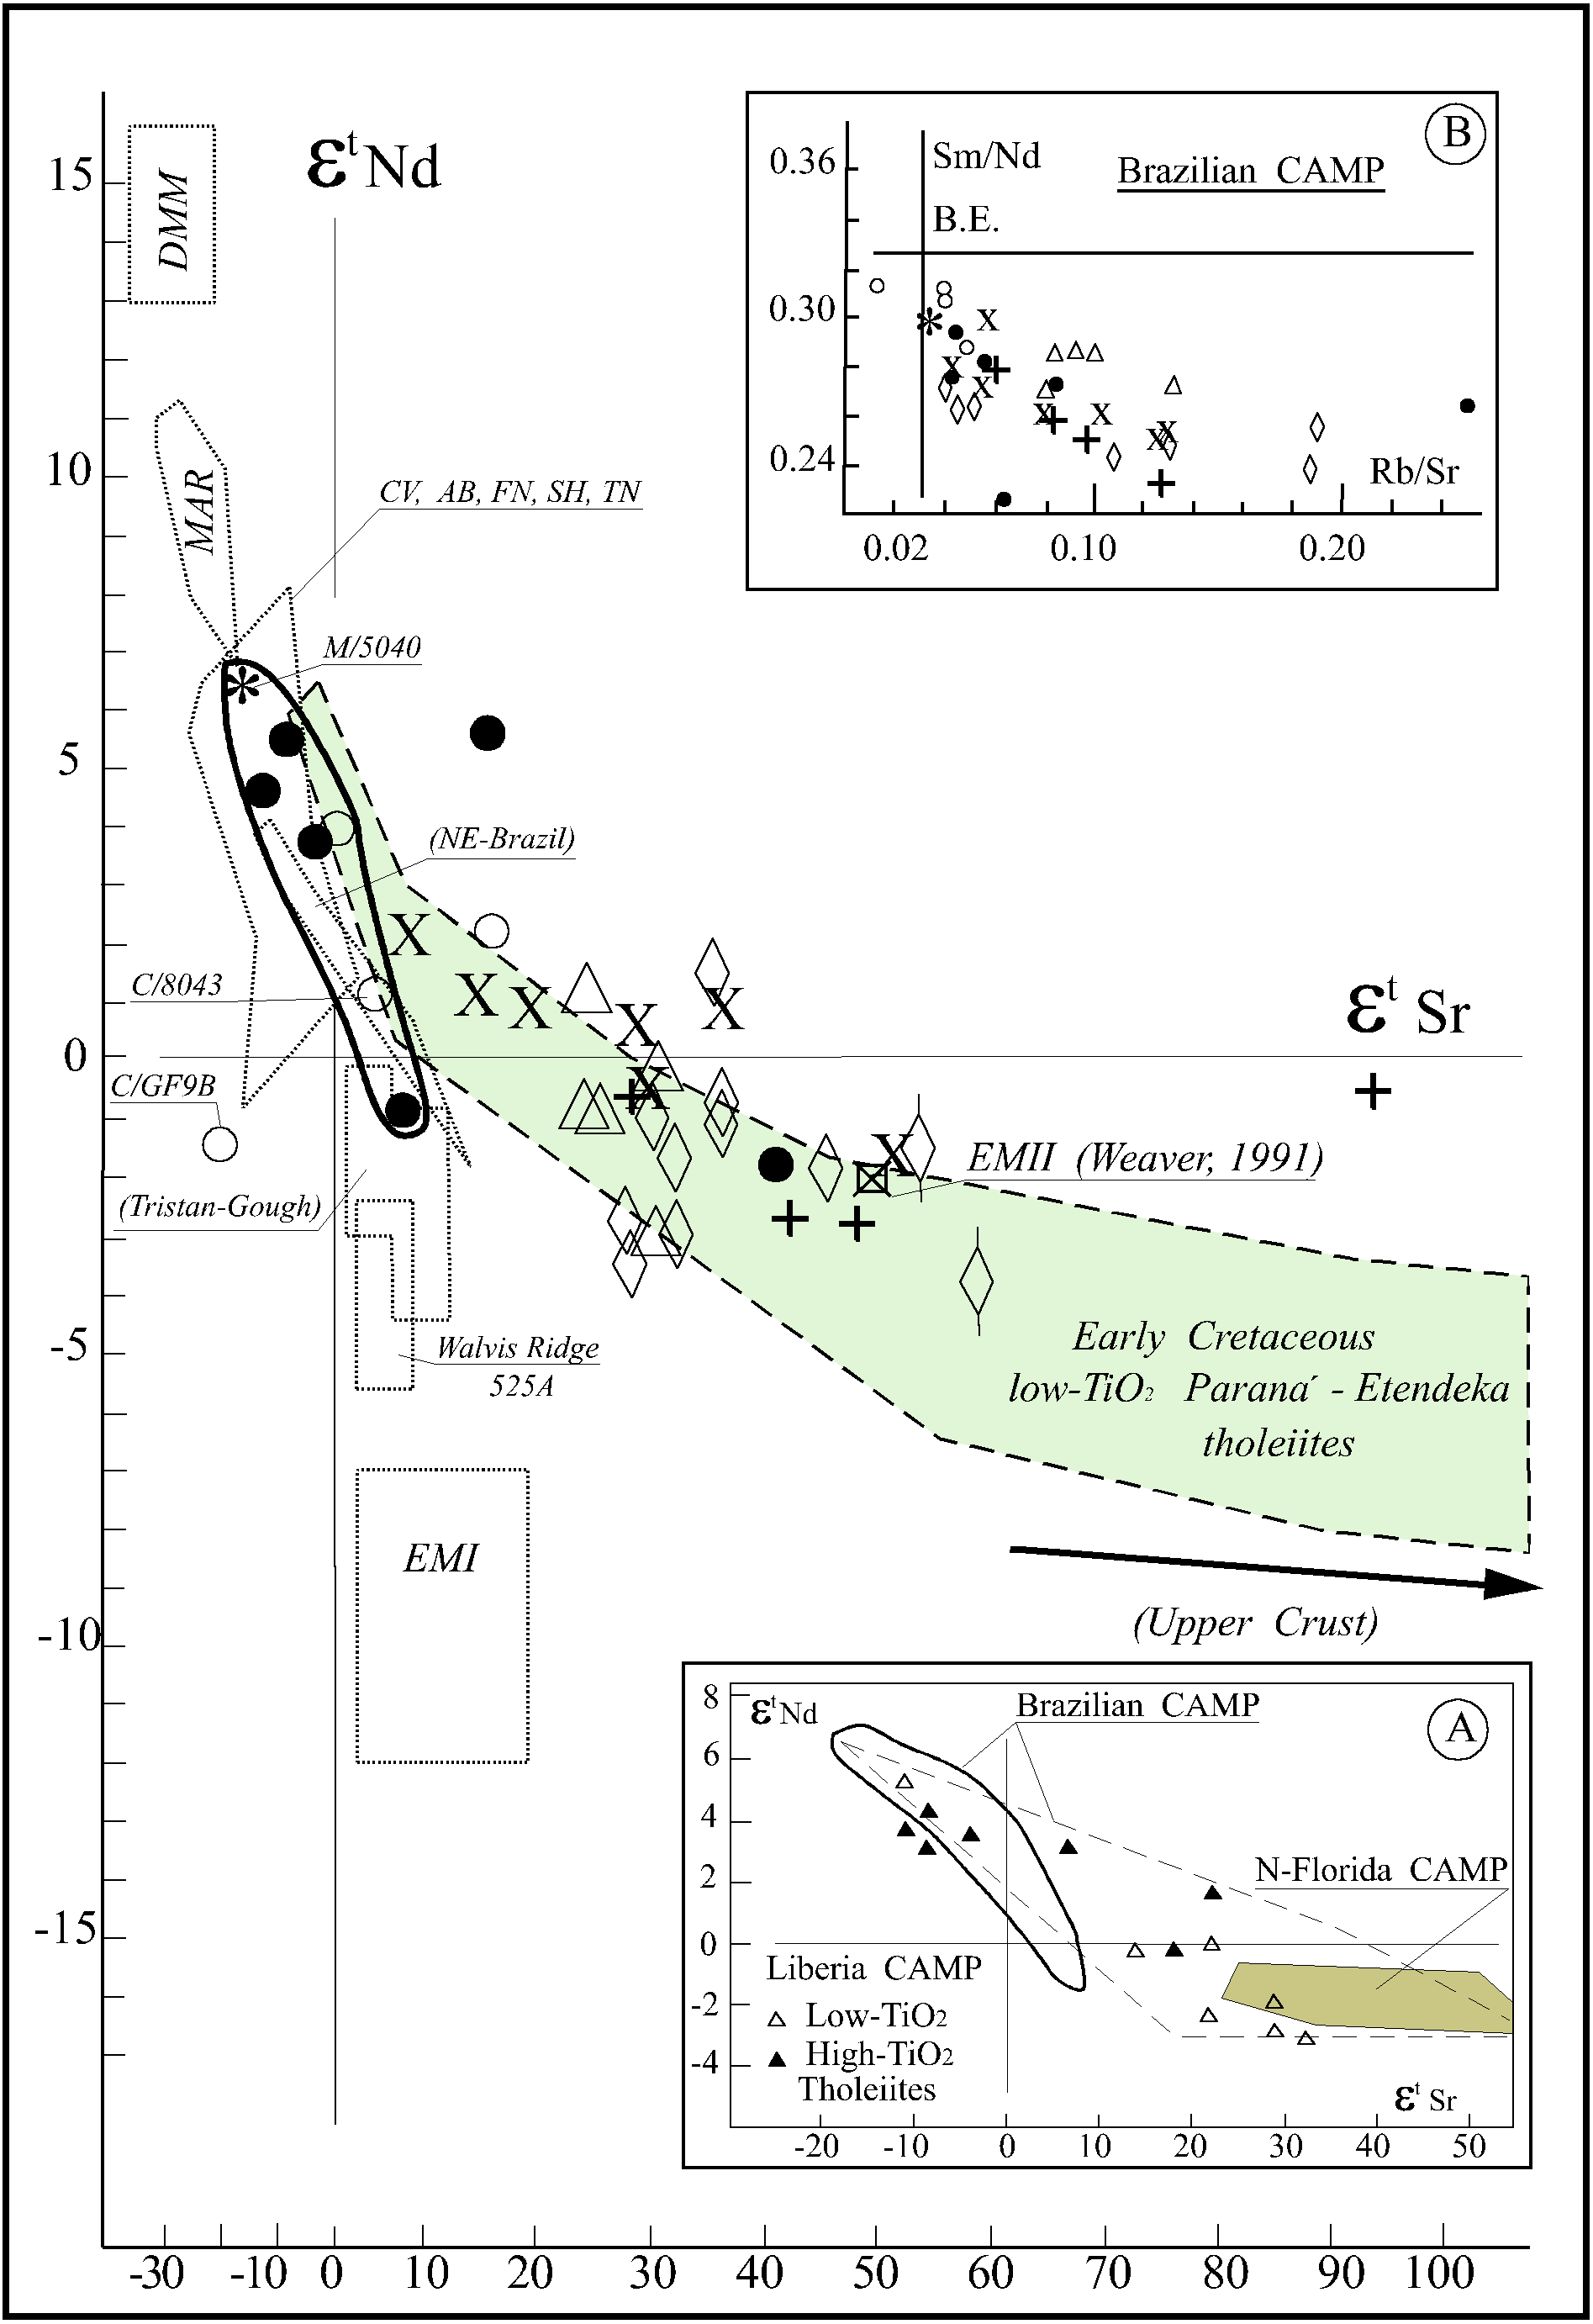 εᵗ Nd
15
10
5
0
-5
-10
-15
DMM
MAR
CV, AB, FN, SH, TN
M/5040
(NE-Brazil)
C/8043
C/GF9B
(Tristan-Gough)
Walvis Ridge
525A
EMI
εᵗ Sr
EMII (Weaver, 1991)
Early Cretaceous
low-TiO₂ Parana´ - Etendeka
tholeiites
(Upper Crust)
-30 -10 0 10 20 30 40 50 60 70 80 90 100
B
Sm/Nd
Brazilian CAMP
B.E.
0.36
0.30
0.24
Rb/Sr
0.02 0.10 0.20
A
εᵗ Nd
Brazilian CAMP
N-Florida CAMP
8
6
4
2
0
-2
-4
Liberia CAMP
Low-TiO₂
High-TiO₂
Tholeiites
εᵗ Sr
-20 -10 0 10 20 30 40 50